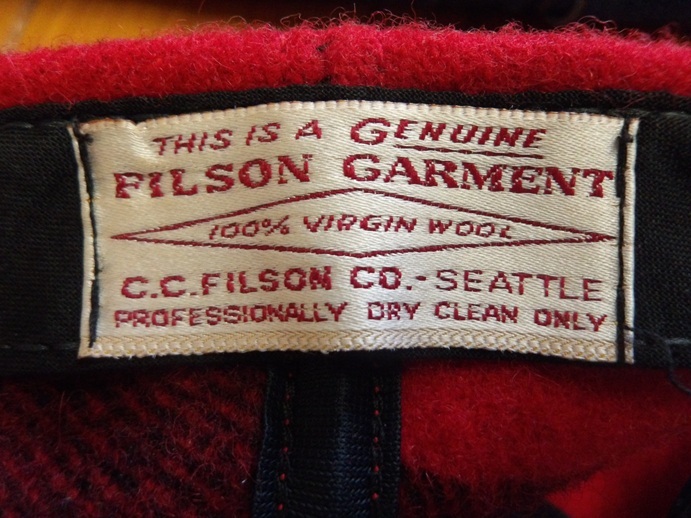 THIS IS A GENUINE
FILSON GARMENT
100% VIRGIN WOOL
C.C. FILSON CO.-SEATTLE
PROFESSIONALLY DRY CLEAN ONLY